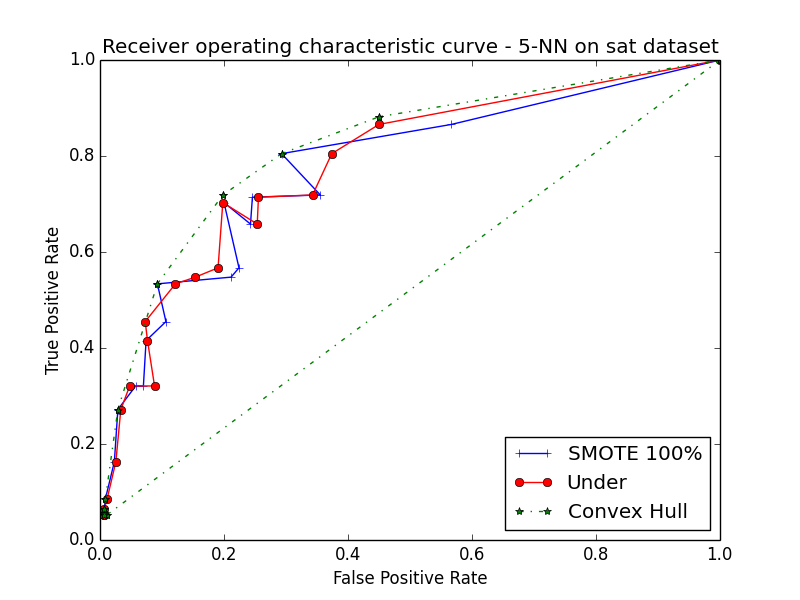 Receiver operating characteristic curve - 5-NN on sat dataset
1.0
0.8
0.6
0.4
0.2
0.0
True Positive Rate
0.0 0.2 0.4 0.6 0.8 1.0
False Positive Rate
SMOTE 100%
Under
Convex Hull